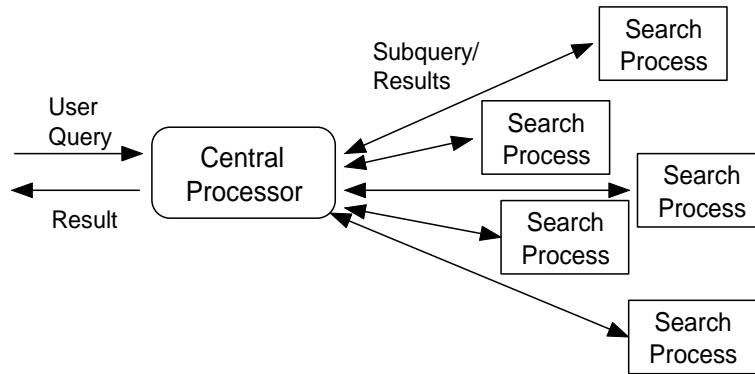 User
Query
Result
Central
Processor
Subquery/
Results
Search
Process
Search
Process
Search
Process
Search
Process
Search
Process